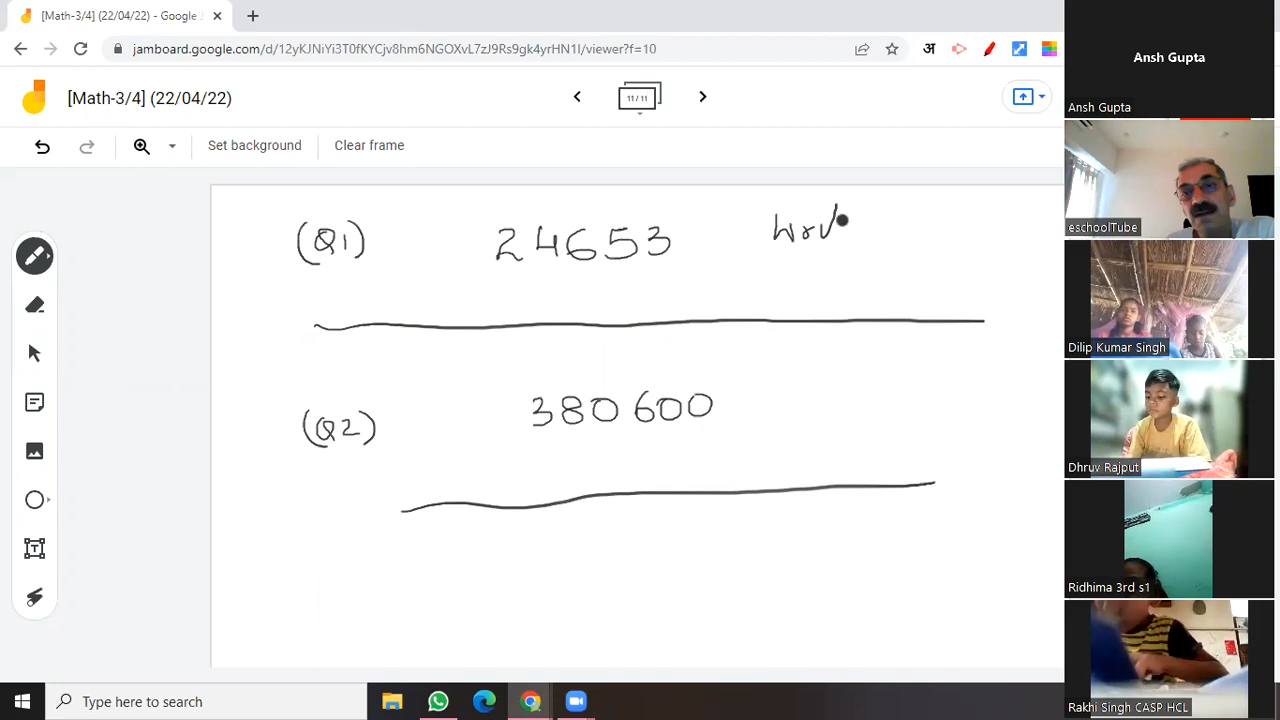 [Math-3/4] (22/04/22) - Google
jamboard.google.com/d/12yKJNiYi3TBKYCjv8hm6NGOXvL7zJ9Rs9gk4yrHN1I/viewer?f=10
अ
[Math-3/4] (22/04/22)
11 / 11
Set background
Clear frame
(Q1) 24653
(Q2) 380600
Ansh Gupta
Ansh Gupta
eschoolTube
Dilip Kumar Singh
Dhruv Rajput
Ridhima 3rd s1
Rakhi Singh CASP HCL
Type here to search